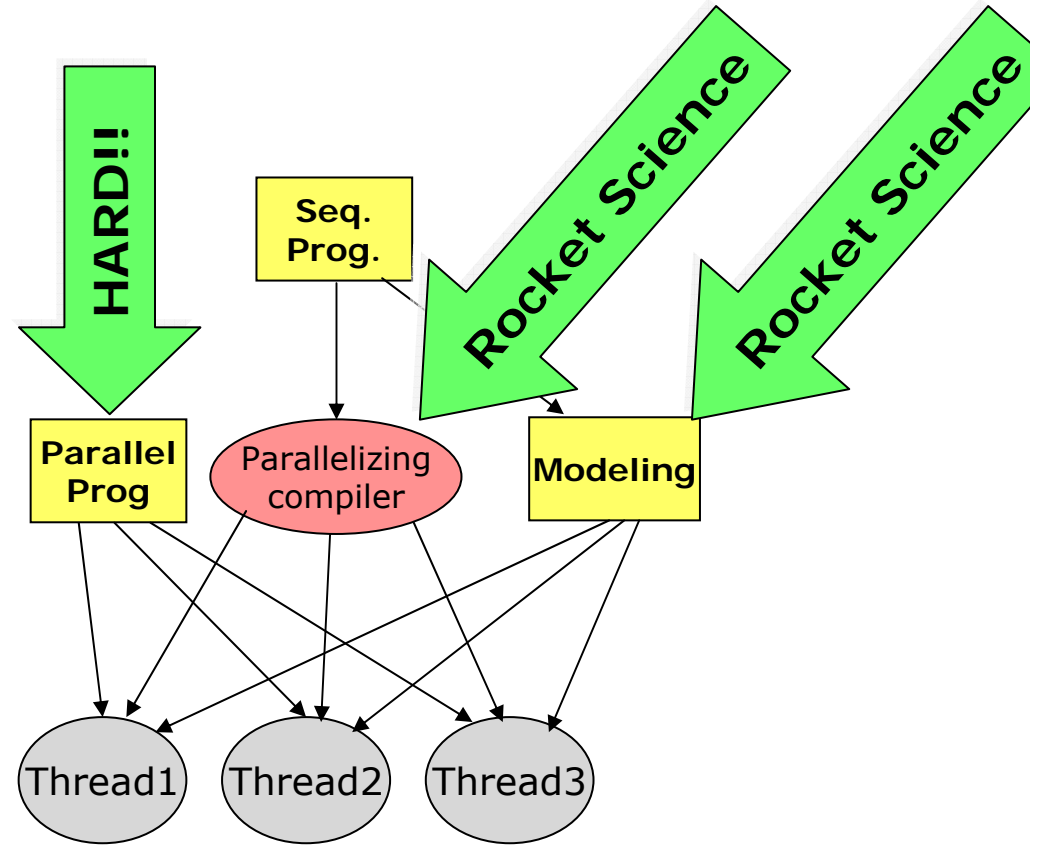 HARD!!
Rocket Science
Rocket Science
Seq.
Prog.
Parallel
Prog
Parallelizing
compiler
Modeling
Thread1
Thread2
Thread3